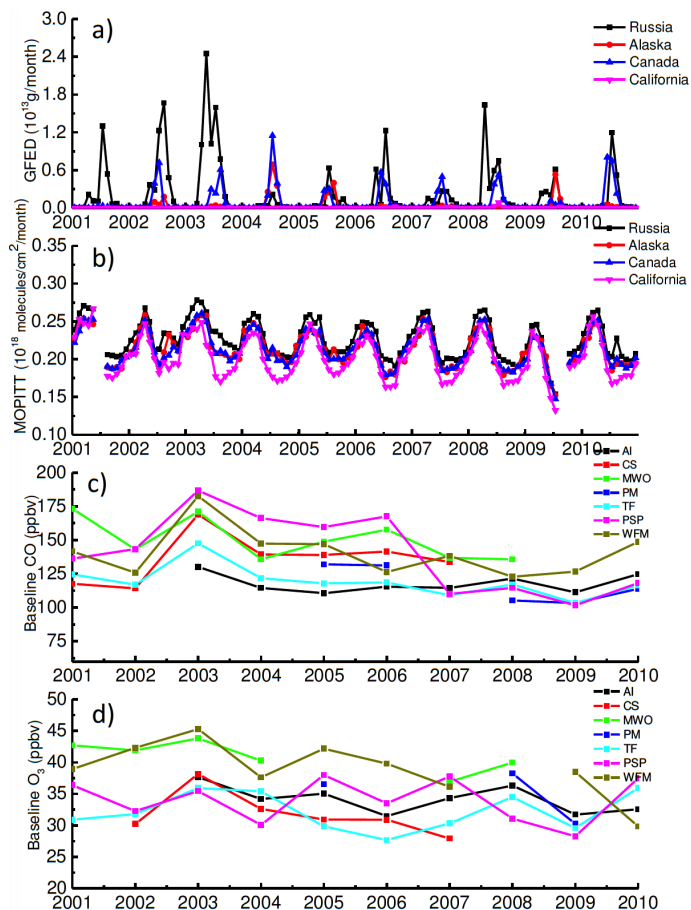 a)
GFED (10^13g/month)
3.0
2.4
1.8
1.2
0.6
0.0
Russia
Alaska
Canada
California
2001 2002 2003 2004 2005 2006 2007 2008 2009 2010
b)
MOPITT (10^18 molecules/cm^2/month)
0.35
0.30
0.25
0.20
0.15
0.10
Russia
Alaska
Canada
California
2001 2002 2003 2004 2005 2006 2007 2008 2009 2010
c)
Baseline CO (ppbv)
200
175
150
125
100
75
AI
CS
MWO
PM
TF
PSP
WFM
2001 2002 2003 2004 2005 2006 2007 2008 2009 2010
d)
Baseline O3 (ppbv)
50
45
40
35
30
25
20
AI
CS
MWO
PM
TF
PSP
WFM
2001 2002 2003 2004 2005 2006 2007 2008 2009 2010